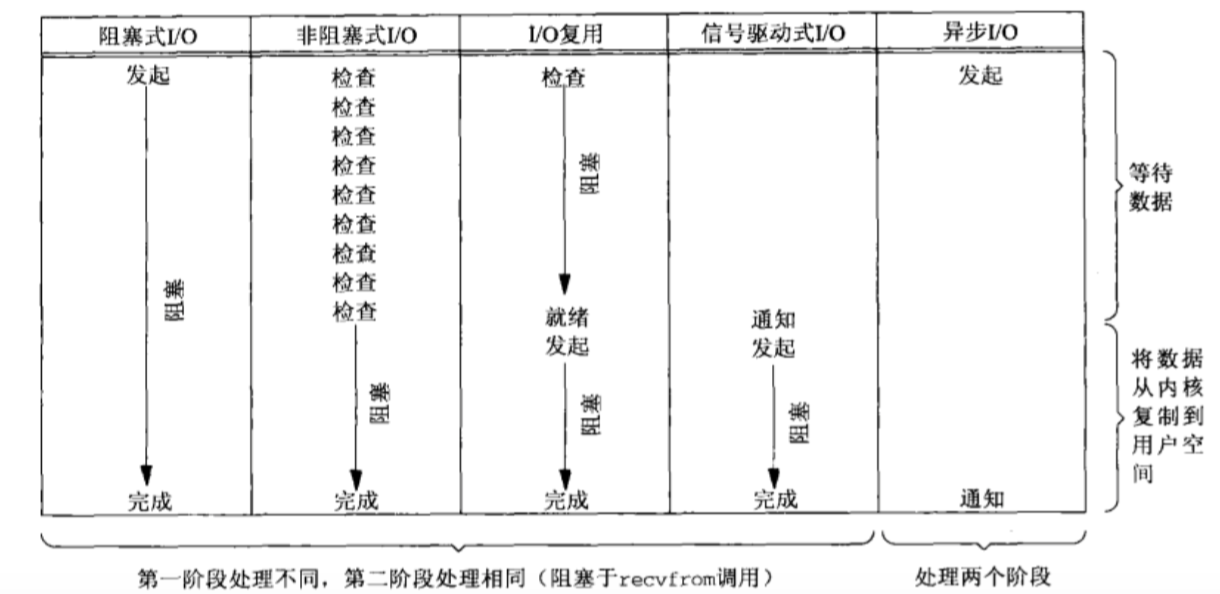 阻塞式I/O 非阻塞式I/O I/O复用 信号驱动式I/O 异步I/O
发起 检查 检查 发起
检查
检查
检查
检查
检查
检查
检查
检查
阻塞
阻塞
就绪 通知
发起 发起
阻塞
阻塞
阻塞
完成 完成 完成 完成 通知
等待
数据
将数据
从内核
复制到
用户空
间
第一阶段处理不同，第二阶段处理相同（阻塞于recvfrom调用）
处理两个阶段